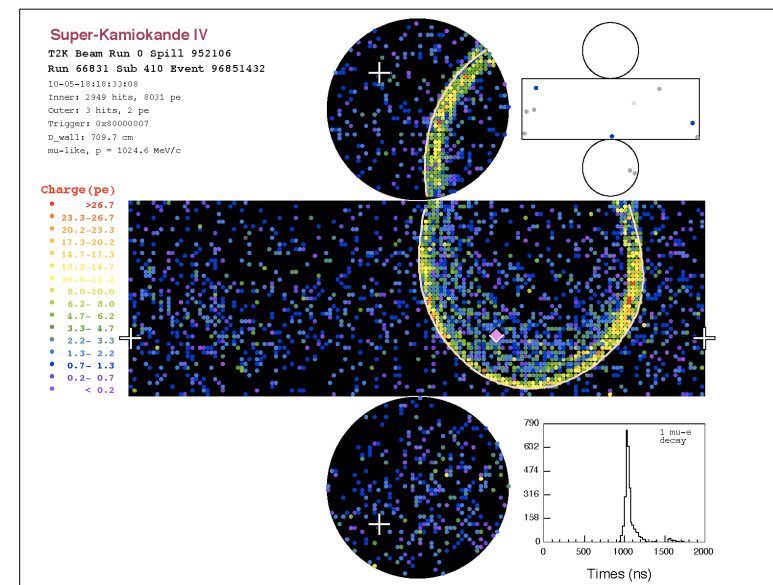 Super-Kamiokande IV
T2K Beam Run 0 Spill 952106
Run 66831 Sub 410 Event 96851432
10-05-18:18:33:08
Inner: 2949 hits, 8031 pe
Outer: 3 hits, 2 pe
Trigger: 0x80000007
D_wall: 709.7 cm
mu-like, p = 1024.6 MeV/c
Charge(pe)
>26.7
23.3-26.7
20.2-23.3
17.3-20.2
14.7-17.3
12.2-14.7
10.0-12.2
8.0-10.0
6.2- 8.0
4.7- 6.2
3.3- 4.7
2.2- 3.3
1.3- 2.2
0.7- 1.3
0.2- 0.7
< 0.2
1 mu-e
decay
790
632
474
316
158
0
0 500 1000 1500 2000
Times (ns)